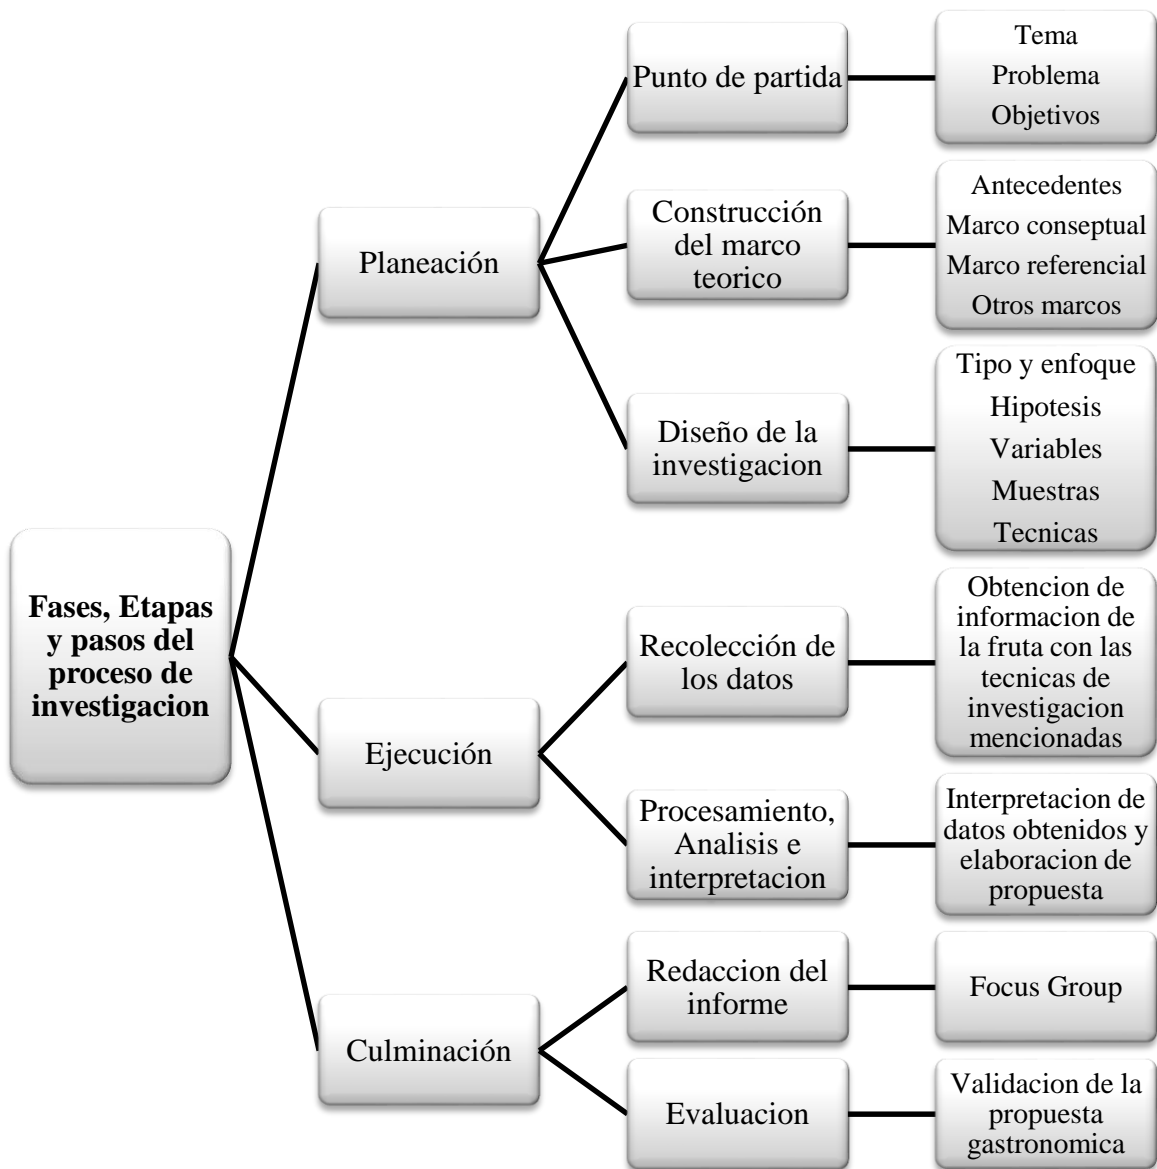 Fases, Etapas
y pasos del
proceso de
investigacion
Planeación
Punto de partida
Tema
Problema
Objetivos
Construcción
del marco
teorico
Antecedentes
Marco conseptual
Marco referencial
Otros marcos
Diseño de la
investigacion
Tipo y enfoque
Hipotesis
Variables
Muestras
Tecnicas
Ejecución
Recolección de
los datos
Obtencion de
informacion de
la fruta con las
tecnicas de
investigacion
mencionadas
Procesamiento,
Analisis e
interpretacion
Interpretacion de
datos obtenidos y
elaboracion de
propuesta
Culminación
Redaccion del
informe
Focus Group
Evaluacion
Validacion de la
propuesta
gastronomica